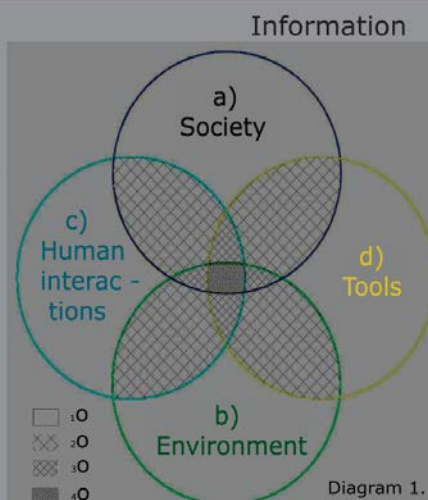 Information
a)
Society
c)
Human
interac -
tions
d)
Tools
b)
Environment
₁O
₂O
₃O
₄O
Diagram 1.